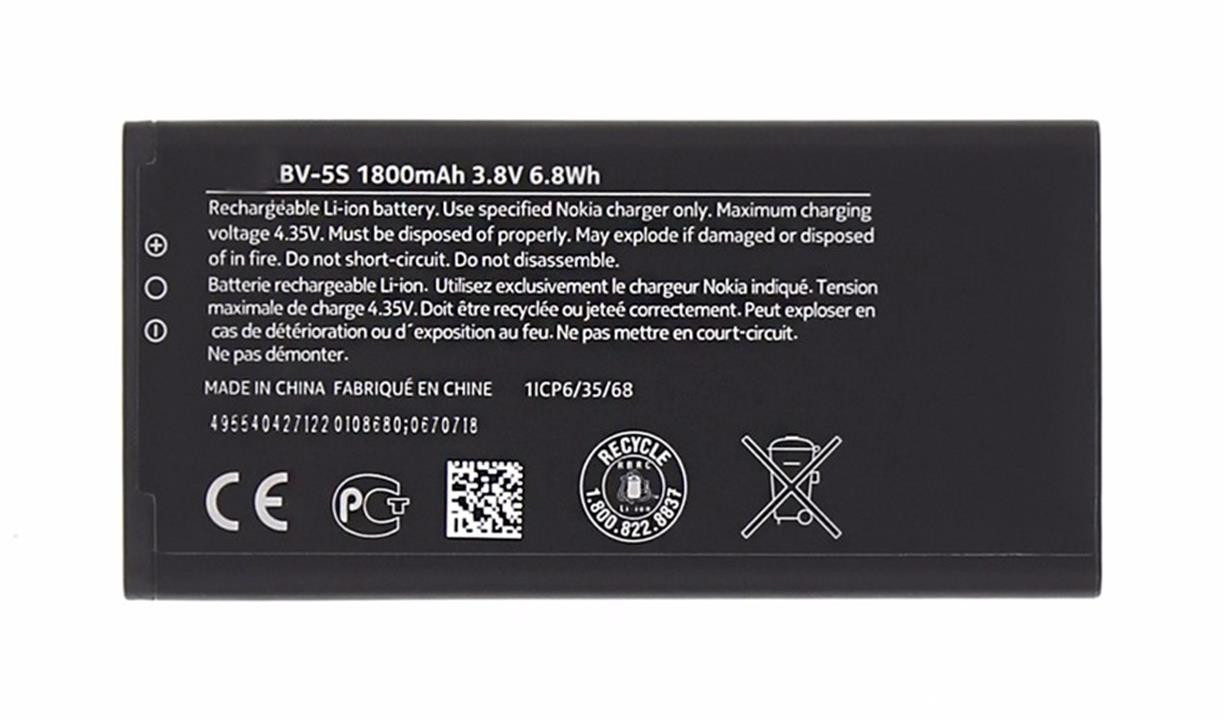 BV-5S 1800mAh 3.8V 6.8Wh
Rechargeable Li-ion battery. Use specified Nokia charger only. Maximum charging
voltage 4.35V. Must be disposed of properly. May explode if damaged or disposed
of in fire. Do not short-circuit. Do not disassemble.
Batterie rechargeable Li-ion. Utilisez exclusivement le chargeur Nokia indiqué. Tension
maximale de charge 4.35V. Doit être recyclée ou jeteé correctement. Peut exploser en
cas de détérioration ou d´exposition au feu. Ne pas mettre en court-circuit.
Ne pas démonter.
MADE IN CHINA FABRIQUÉ EN CHINE 1ICP6/35/68
4955404271220108680;0670718
CE PCT
RECYCLE
RBRC
Li ion
1.800.822.8837